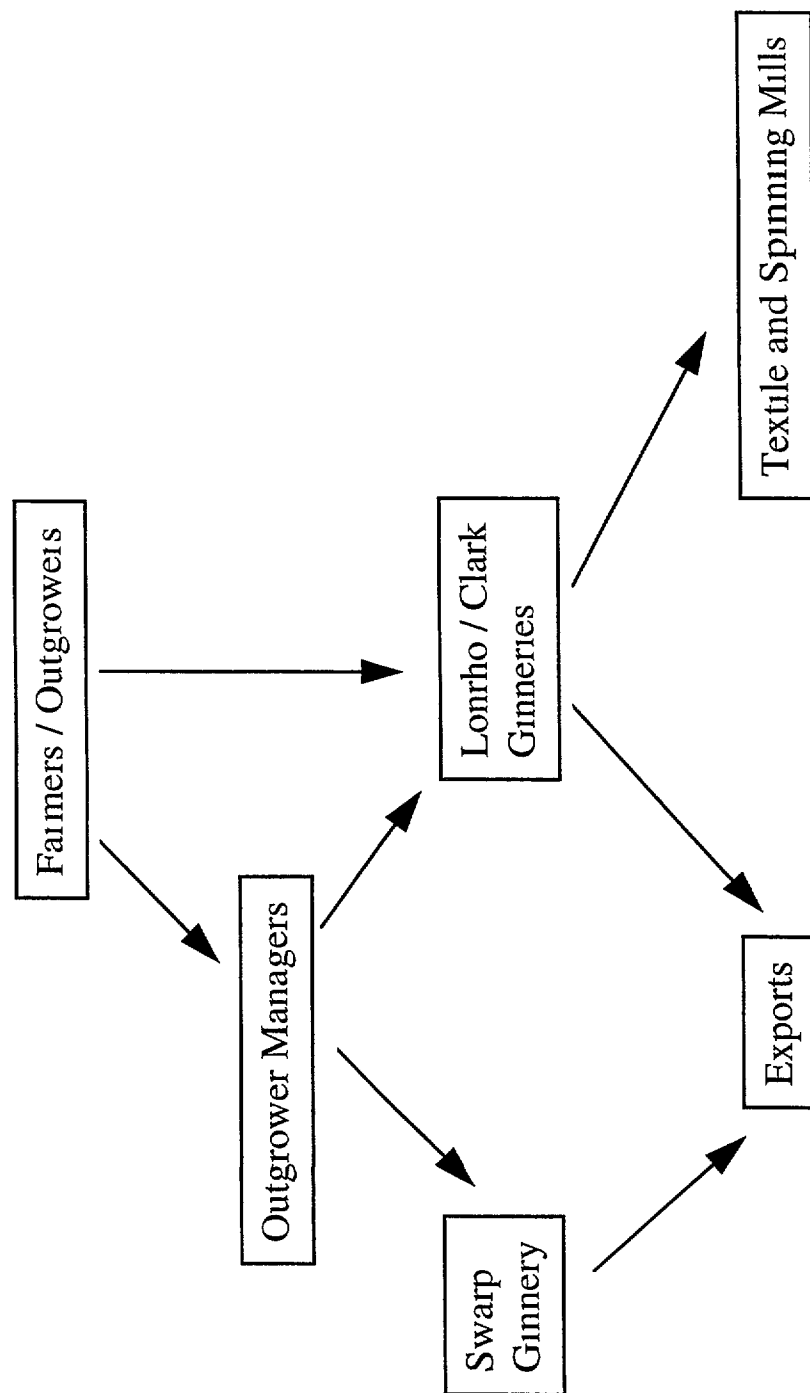 Farmers / Outgrowers
Outgrower Managers
Lonrho / Clark
Ginneries
Swarp
Ginnery
Exports
Textile and Spinning Mills